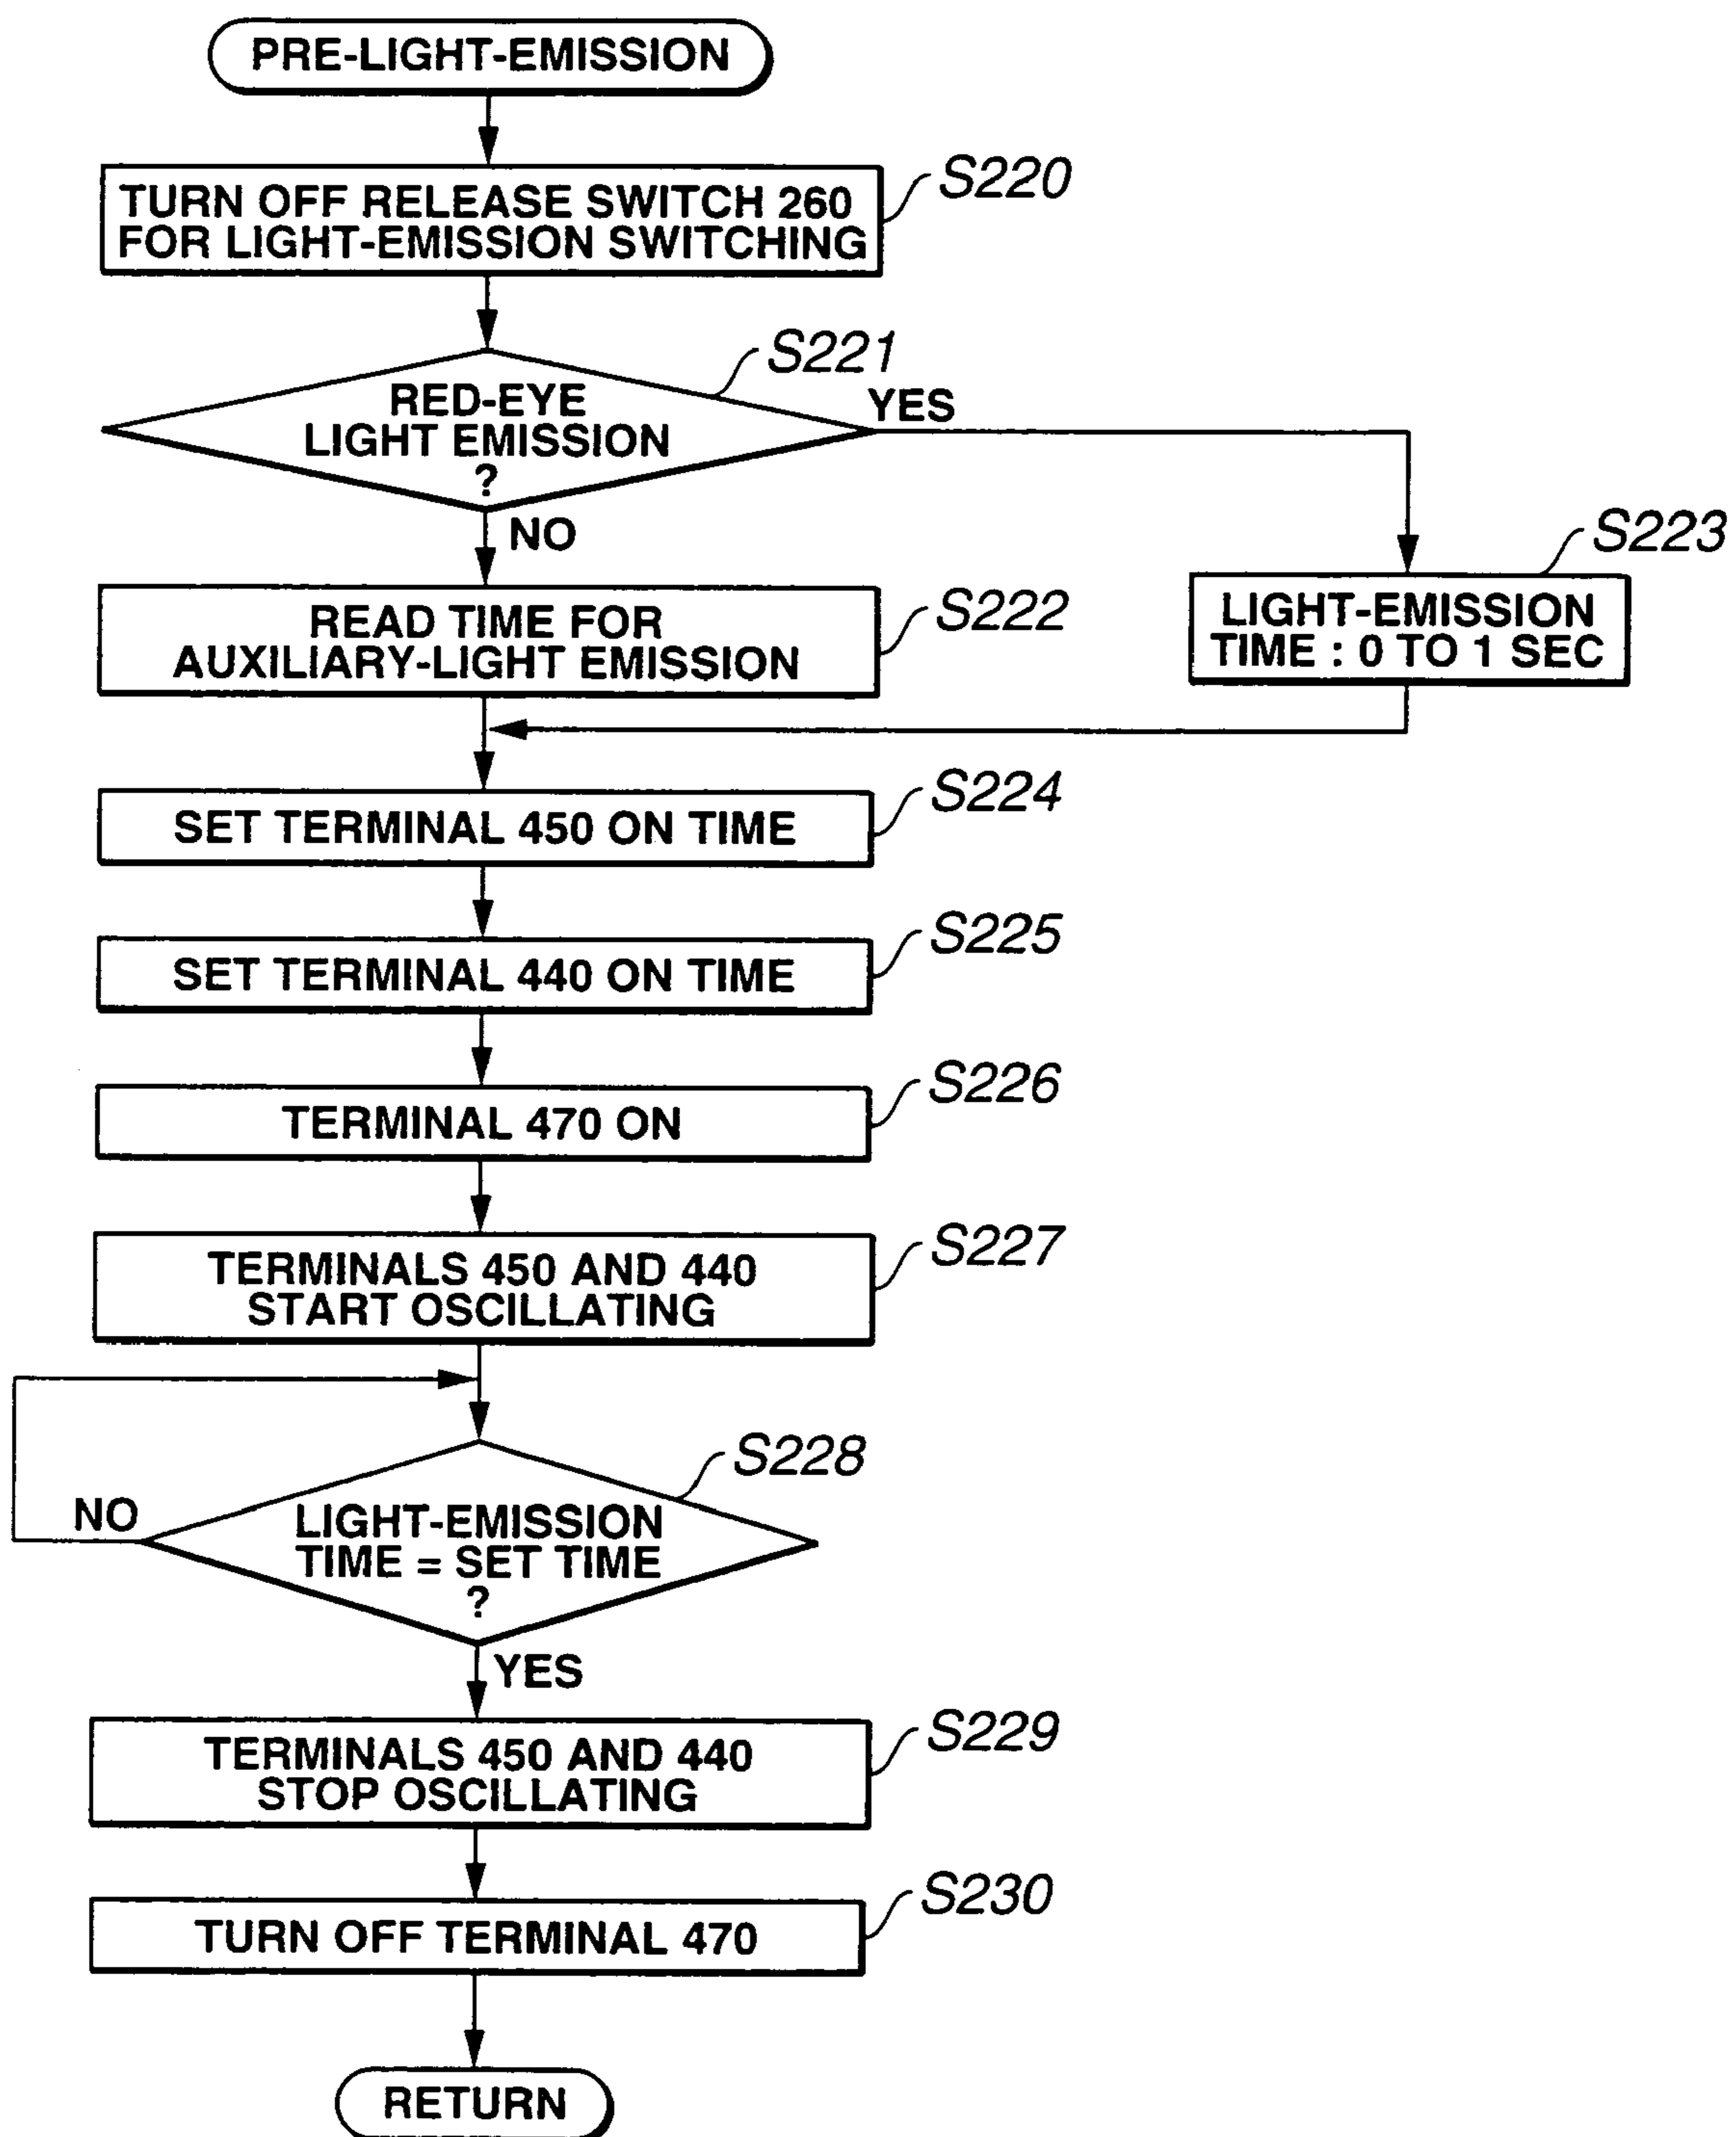 PRE-LIGHT-EMISSION
S220
TURN OFF RELEASE SWITCH 260
FOR LIGHT-EMISSION SWITCHING
S221
RED-EYE
LIGHT EMISSION
?
YES
NO
S223
LIGHT-EMISSION
TIME : 0 TO 1 SEC
S222
READ TIME FOR
AUXILIARY-LIGHT EMISSION
S224
SET TERMINAL 450 ON TIME
S225
SET TERMINAL 440 ON TIME
S226
TERMINAL 470 ON
S227
TERMINALS 450 AND 440
START OSCILLATING
S228
NO
LIGHT-EMISSION
TIME = SET TIME
?
YES
S229
TERMINALS 450 AND 440
STOP OSCILLATING
S230
TURN OFF TERMINAL 470
RETURN